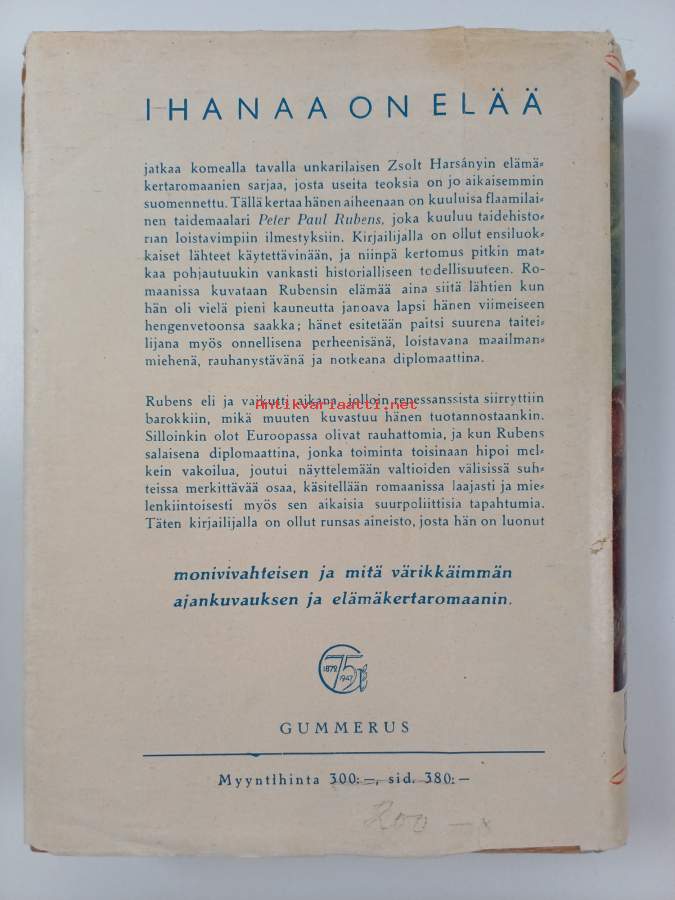 IHANAA ON ELÄÄ
jatkaa komealla tavalla unkarilaisen Zsolt Harsányin elämä-
kertaromaanien sarjaa, josta useita teoksia on jo aikaisemmin
suomennettu. Tällä kertaa hänen aiheenaan on kuuluisa flaamilai-
nen taidemaalari Peter Paul Rubens, joka kuuluu taidehisto-
rian loistavimpiin ilmestyksiin. Kirjailijalla on ollut ensiluok-
kaiset lähteet käytettävinään, ja niinpä kertomus pitkin mat-
kaa pohjautuukin vankasti historialliseen todellisuuteen. Ro-
maanissa kuvataan Rubensin elämää aina siitä lähtien kun
hän oli vielä pieni kauneutta janoava lapsi hänen viimeiseen
hengenvetoonsa saakka; hänet esitetään paitsi suurena taitei-
lijana myös onnellisena perheenisänä, loistavana maailman-
miehenä, rauhanystävänä ja notkeana diplomaattina.
Rubens eli ja vaikutti aikana, jolloin renessanssista siirryttiin
Antikvariaatti.net
barokkiin, mikä muuten kuvastuu hänen tuotannostaankin.
Silloinkin olot Euroopassa olivat rauhattomia, ja kun Rubens
salaisena diplomaattina, jonka toiminta toisinaan hipoi mel-
kein vakoilua, joutui näyttelemään valtioiden välisissä suh-
teissa merkittävää osaa, käsitellään romaanissa laajasti ja mie-
lenkiintoisesti myös sen aikaisia suurpoliittisia tapahtumia.
Täten kirjailijalla on ollut runsas aineisto, josta hän on luonut
monivivahteisen ja mitä värikkäimmän
ajankuvauksen ja elämäkertaromaanin.
75
1872
1947
GUMMERUS
Myyntihinta 300:—, sid. 380:—
200 —x